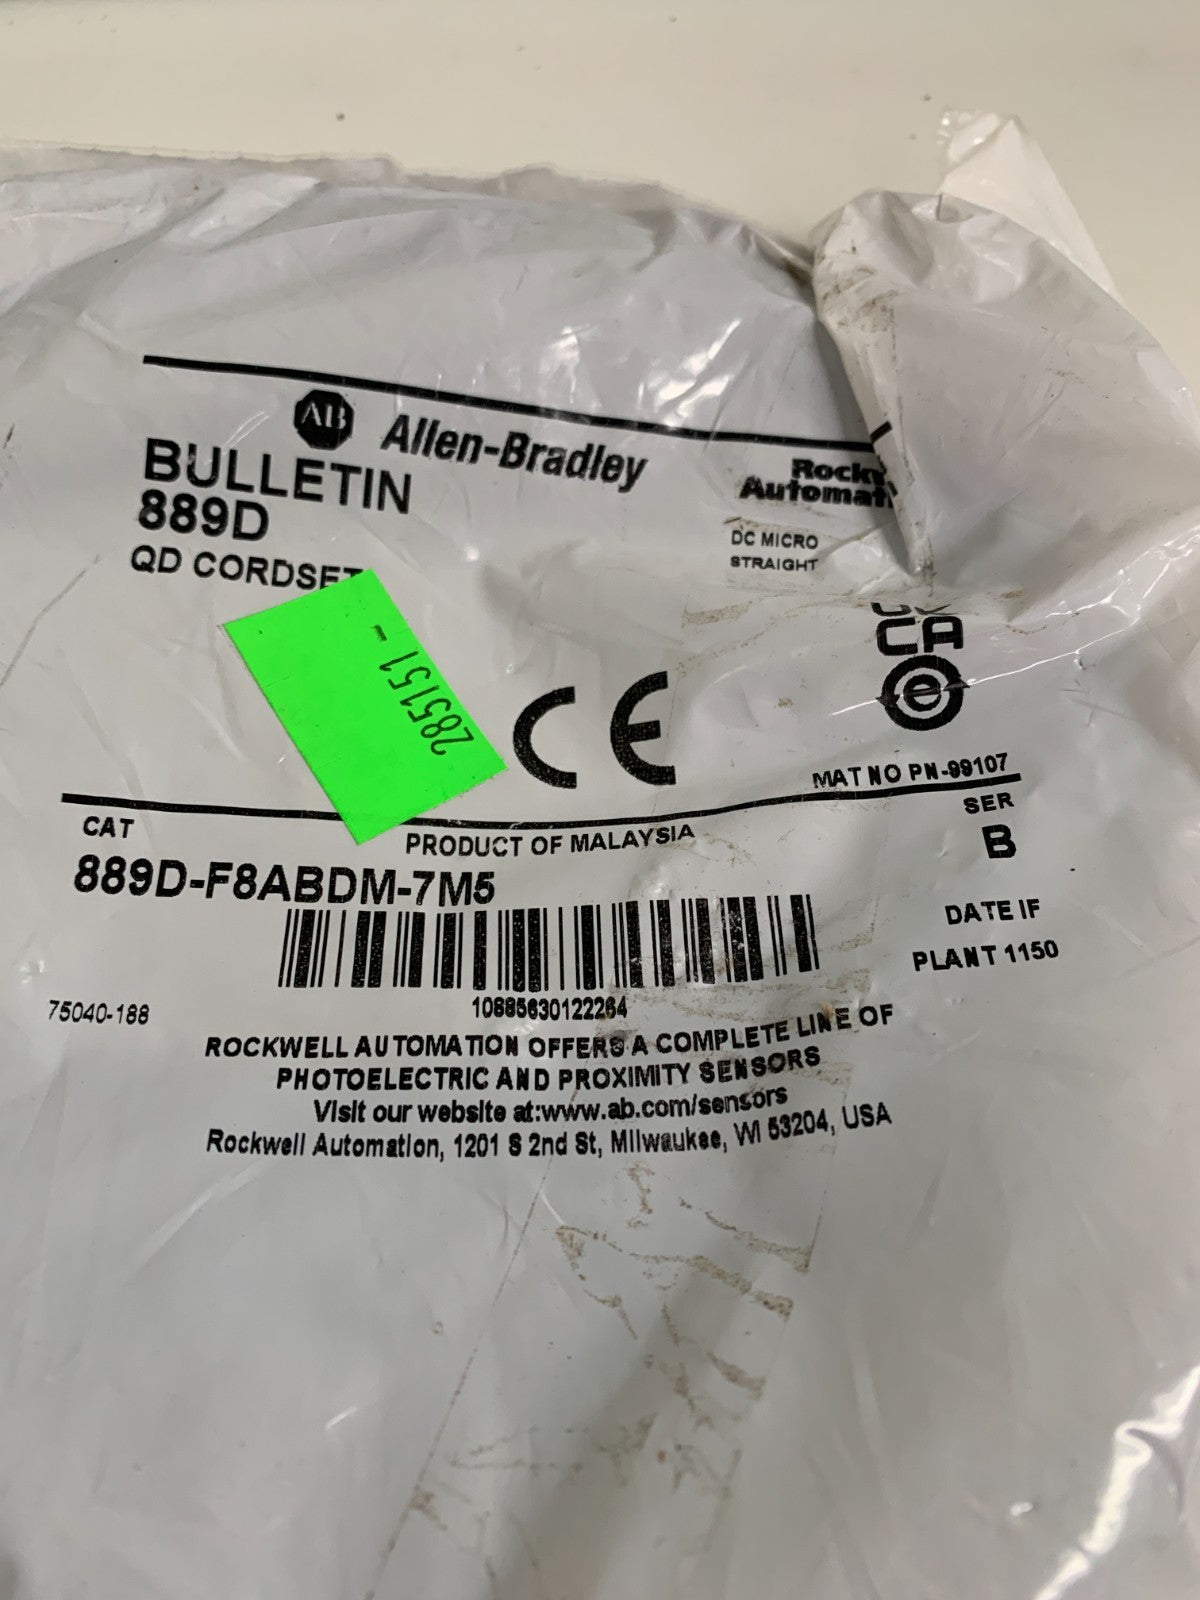 AB Allen-Bradley
BULLETIN
889D
QD CORDSET
DC MICRO
STRAIGHT
285151-
CE
CA
e
MAT NO PN-99107
CAT
PRODUCT OF MALAYSIA
SER
889D-F8ABDM-7M5
B
DATE IF
PLANT 1150
75040-188
10885630122264
ROCKWELL AUTOMATION OFFERS A COMPLETE LINE OF
PHOTOELECTRIC AND PROXIMITY SENSORS
Visit our website at:www.ab.com/sensors
Rockwell Automation, 1201 S 2nd St, Milwaukee, WI 53204, USA